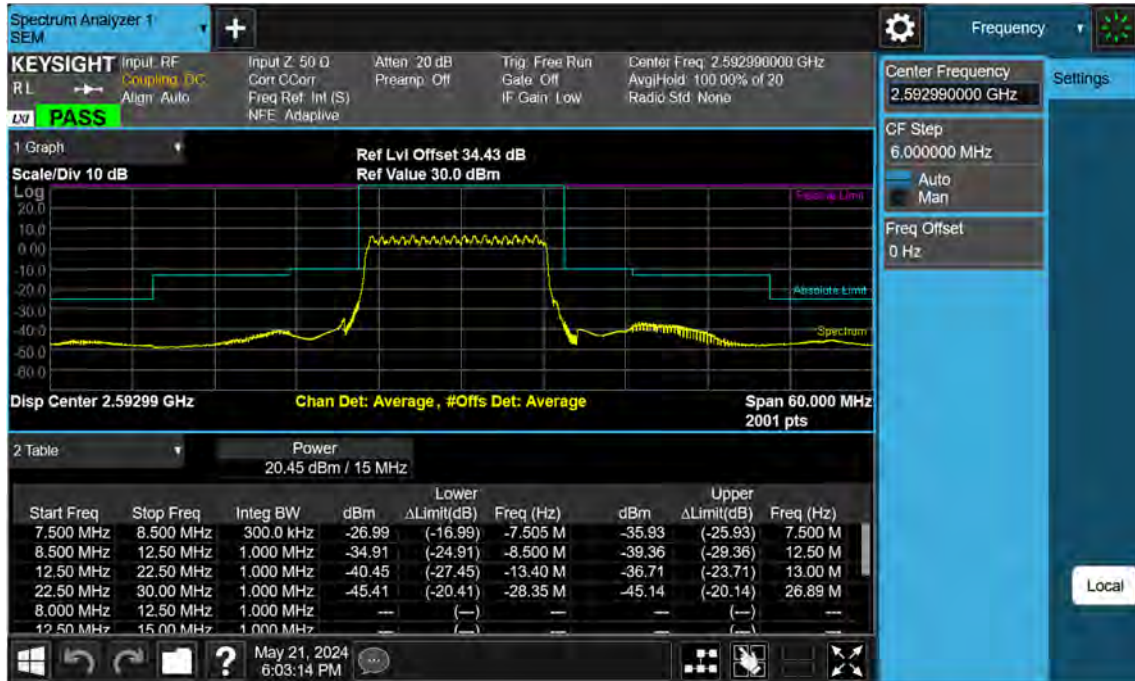 Spectrum Analyzer 1
SEM
Frequency
KEYSIGHT
RL
LXI PASS
Input: RF
Coupling: DC
Align: Auto
Input Z: 50 Ω
Corr CCorr
Freq Ref: Int (S)
NFE: Adaptive
Atten: 20 dB
Preamp: Off
Trig: Free Run
Gate: Off
IF Gain: Low
Center Freq: 2.592990000 GHz
Avg|Hold: 100.00% of 20
Radio Std: None
Center Frequency
2.592990000 GHz
Settings
CF Step
6.000000 MHz
Auto
Man
Freq Offset
0 Hz
Local
1 Graph
Scale/Div 10 dB
Ref Lvl Offset 34.43 dB
Ref Value 30.0 dBm
Log
20.0
0.00
-10.0
-20.0
-30.0
-40.0
-50.0
-60.0
Absolute Limit
Spectrum
Disp Center 2.59299 GHz
Chan Det: Average, #Offs Det: Average
Span 60.000 MHz
2001 pts
2 Table
Power
20.45 dBm / 15 MHz
Lower Upper
Start Freq Stop Freq Integ BW dBm ΔLimit(dB) Freq (Hz) dBm ΔLimit(dB) Freq (Hz)
7.500 MHz 8.500 MHz 300.0 kHz -26.99 (-16.99) -7.505 M -35.93 (-25.93) 7.500 M
8.500 MHz 12.50 MHz 1.000 MHz -34.91 (-24.91) -8.500 M -39.36 (-29.36) 12.50 M
12.50 MHz 22.50 MHz 1.000 MHz -40.45 (-27.45) -13.40 M -36.71 (-23.71) 13.00 M
22.50 MHz 30.00 MHz 1.000 MHz -45.41 (-20.41) -28.35 M -45.14 (-20.14) 26.89 M
8.000 MHz 12.50 MHz 1.000 MHz --- (---) --- --- (---) ---
12.50 MHz 15.00 MHz 1.000 MHz --- (---) --- --- (---) ---
May 21, 2024
6:03:14 PM